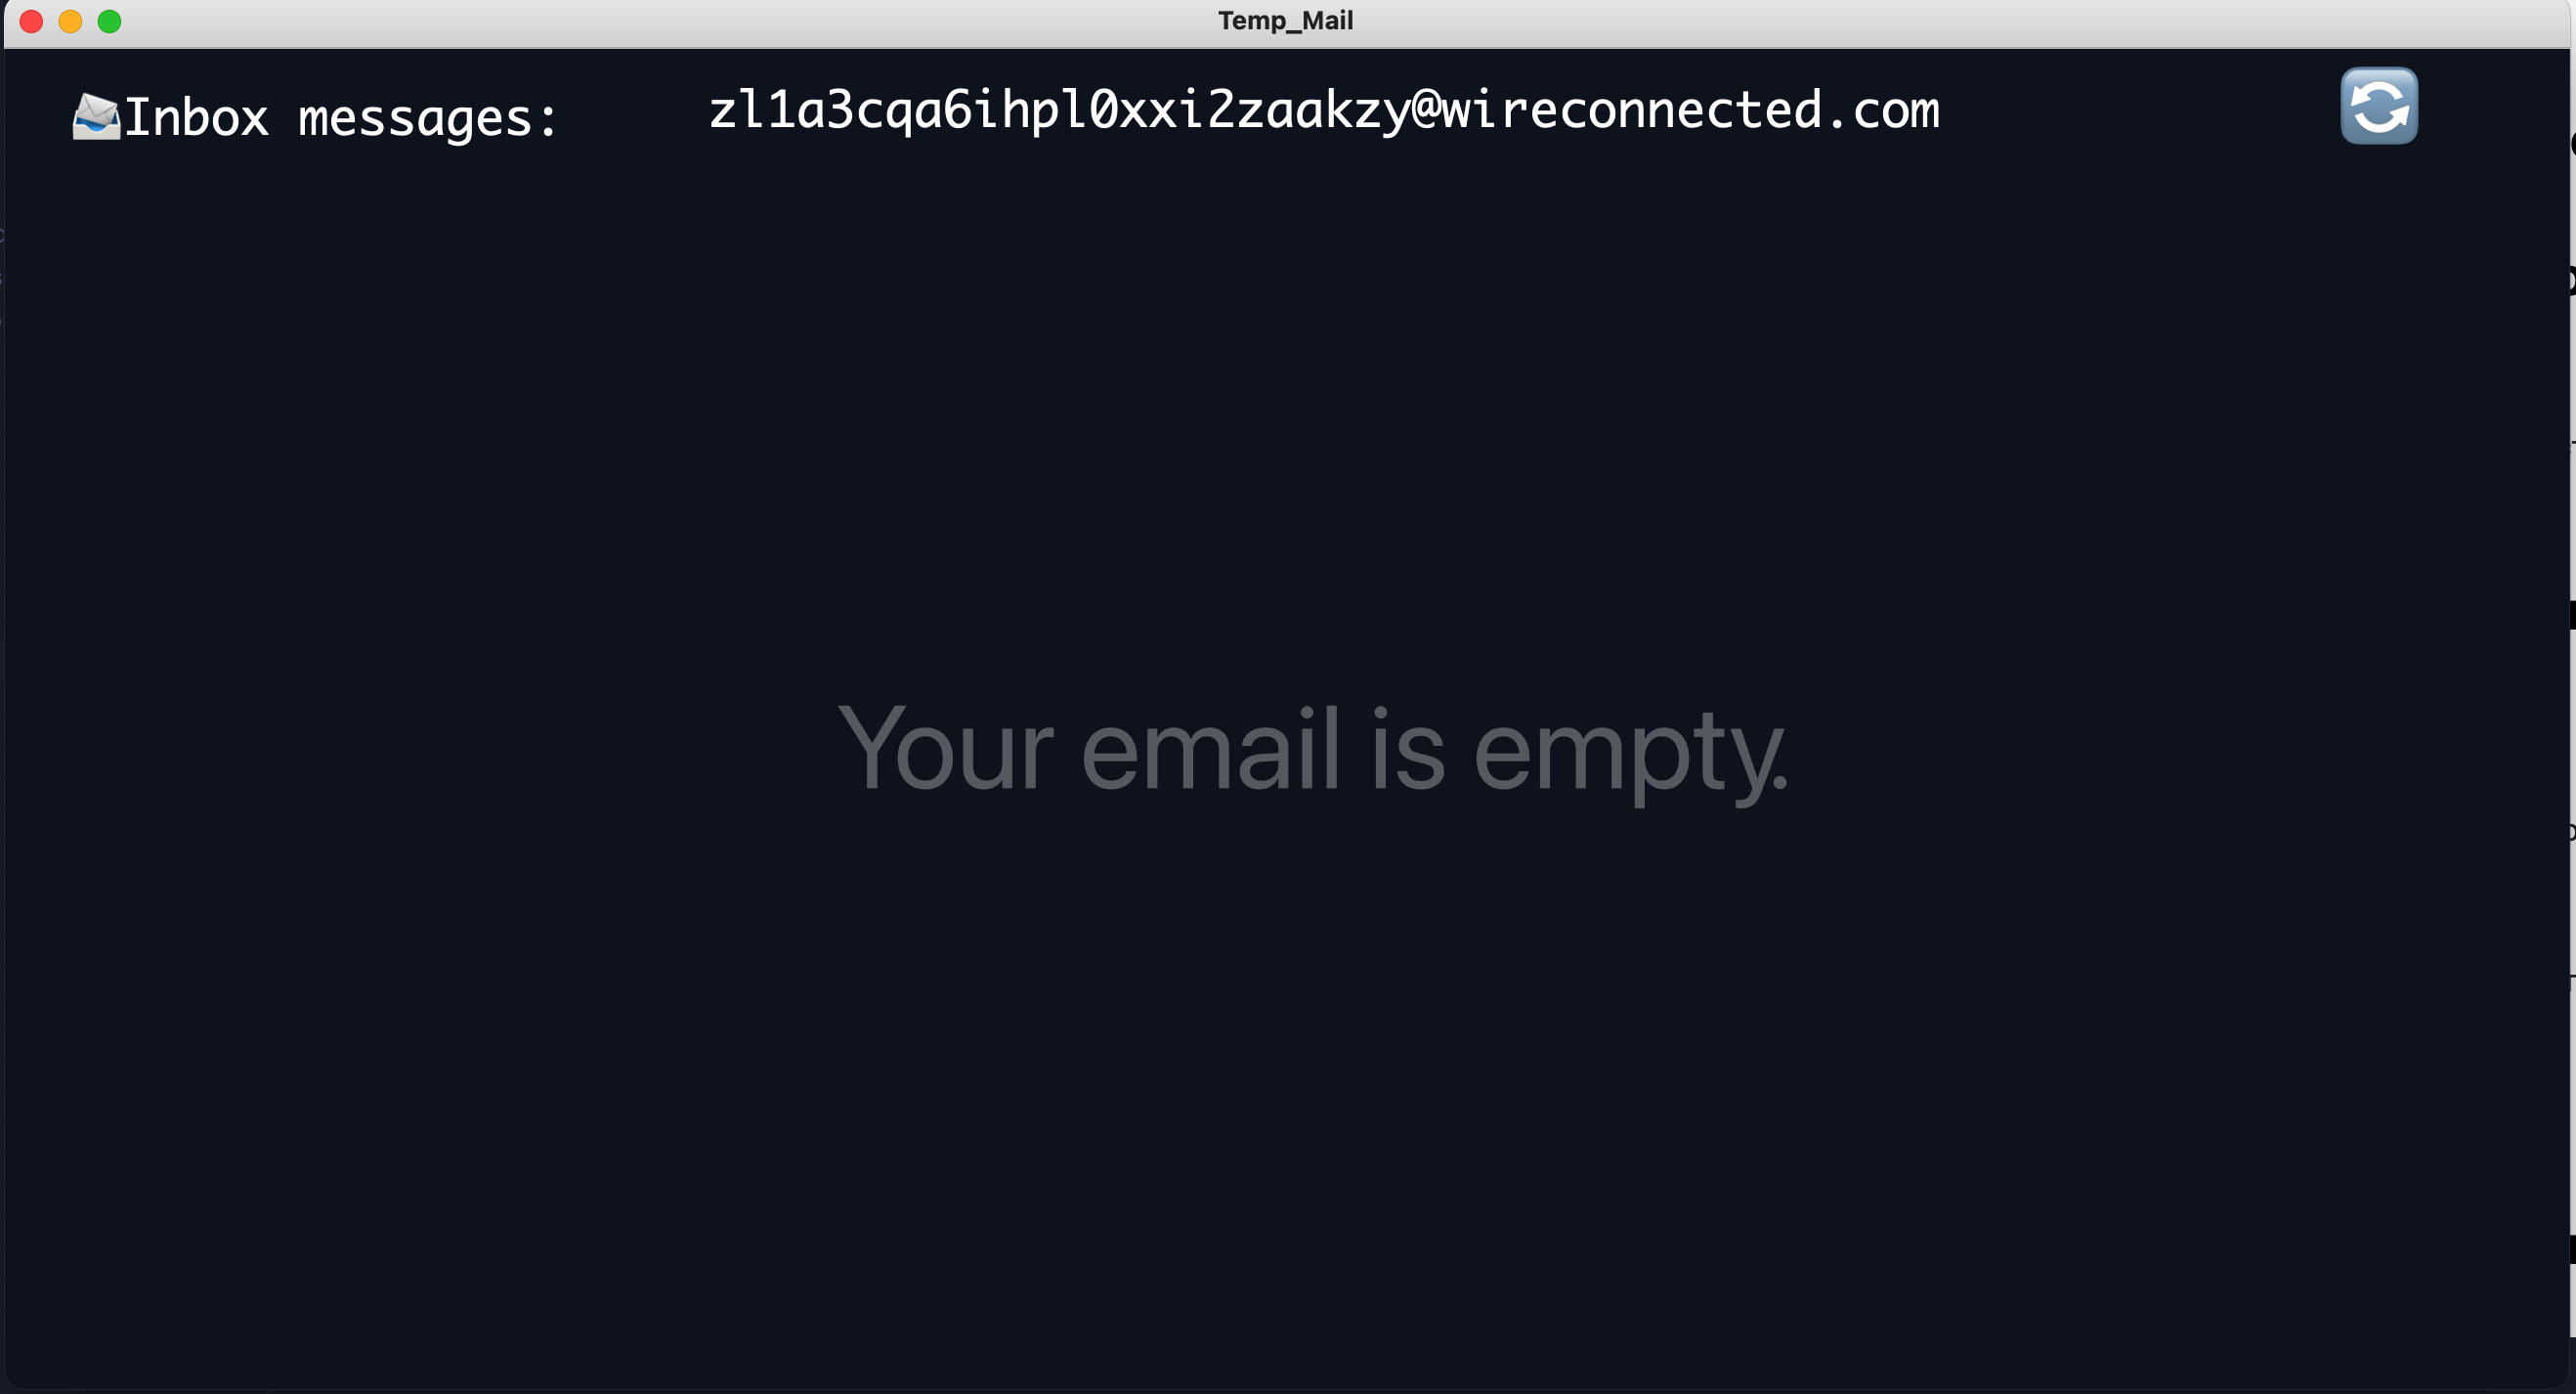 Temp_Mail
Inbox messages:
zl1a3cqa6ihpl0xxi2zaakzy@wireconnected.com
Your email is empty.